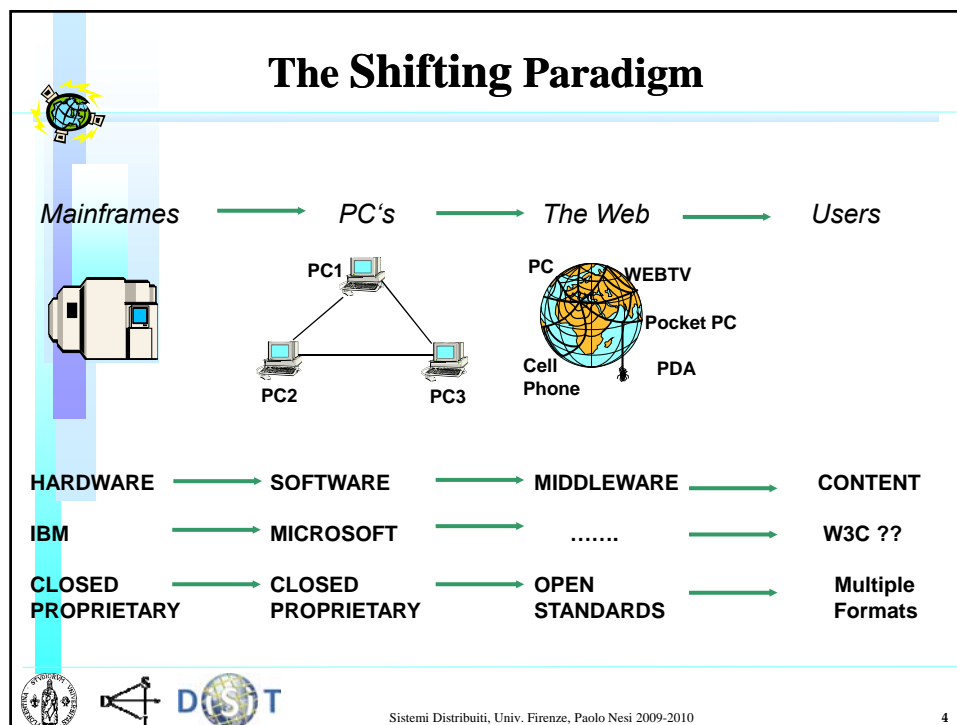 The Shifting Paradigm
Mainframes PC's The Web Users
PC1
PC2
PC3
PC
WEBTV
Pocket PC
Cell
Phone
PDA
HARDWARE SOFTWARE MIDDLEWARE CONTENT
IBM MICROSOFT ....... W3C ??
CLOSED PROPRIETARY CLOSED PROPRIETARY OPEN STANDARDS Multiple Formats
DISIT
Sistemi Distribuiti, Univ. Firenze, Paolo Nesi 2009-2010 4